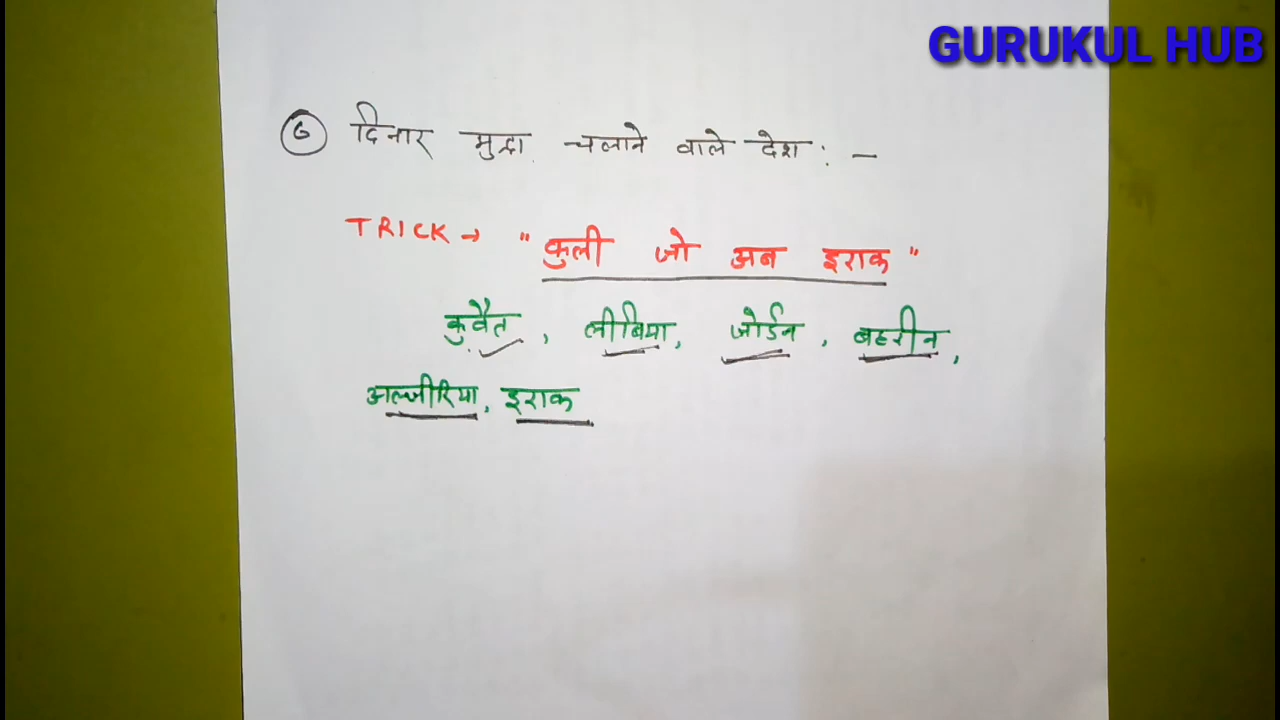 GURUKUL HUB
6 दिनार मुद्रा चलाने वाले देश : -
TRICK → " कुली जो अब इराक "
कुवैत , लीबिया , जोर्डन , बहरीन ,
अल्जीरिया , इराक